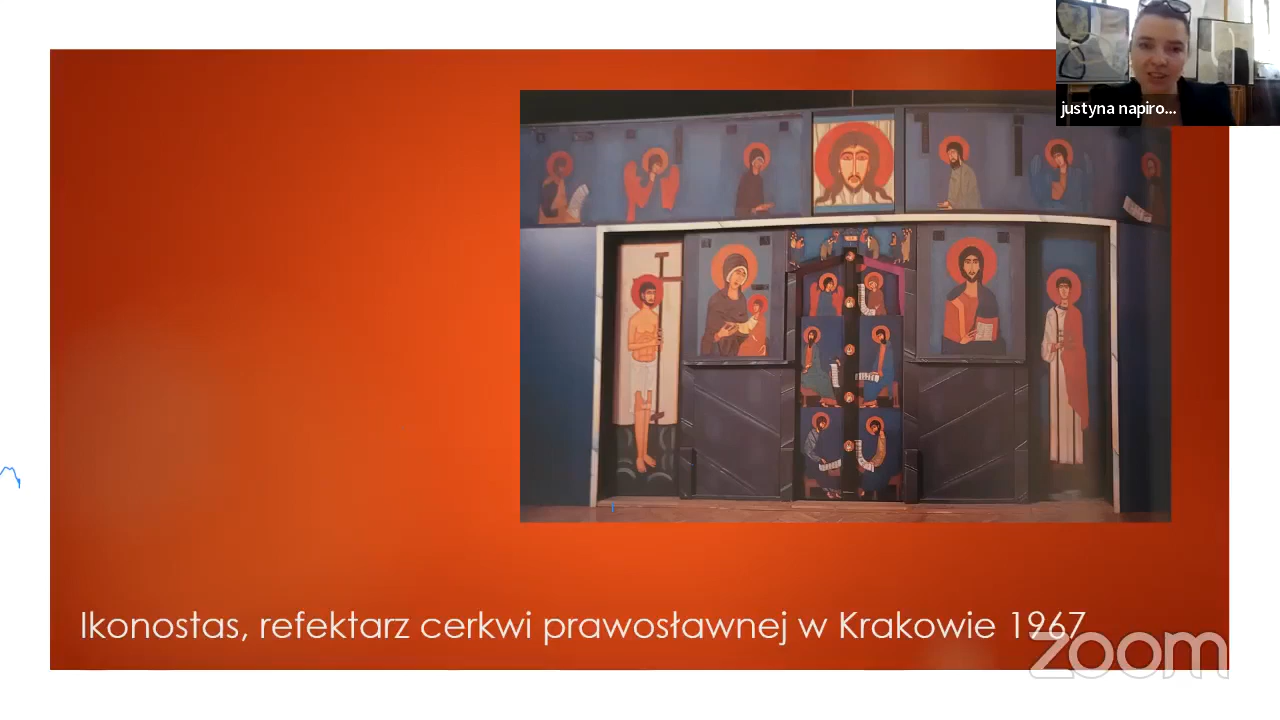 justyna napiro...
Ikonostas, refektarz cerkwi prawosławnej w Krakowie 1967
zoom